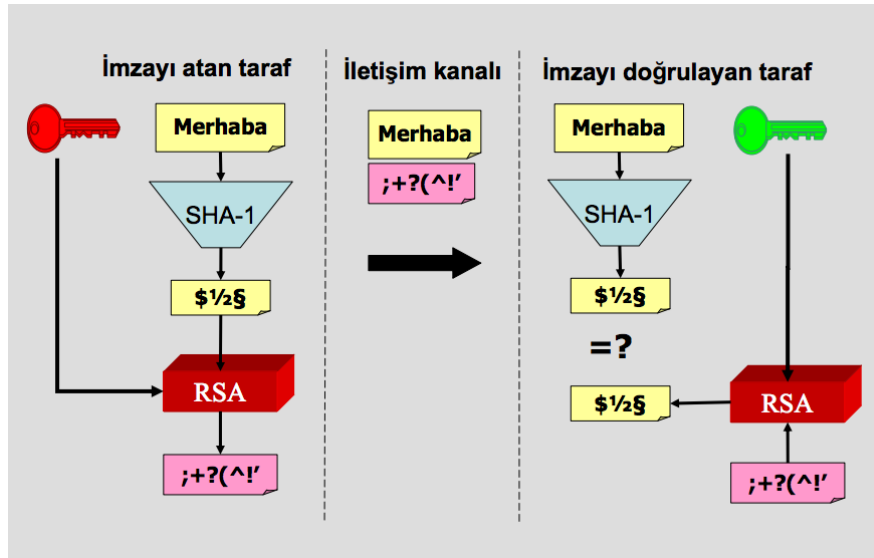 İmzayı atan taraf
Merhaba
SHA-1
$½§
RSA
;+?(^!’
İletişim kanalı
Merhaba
;+?(^!’
İmzayı doğrulayan taraf
Merhaba
SHA-1
$½§
=?
$½§
RSA
;+?(^!’